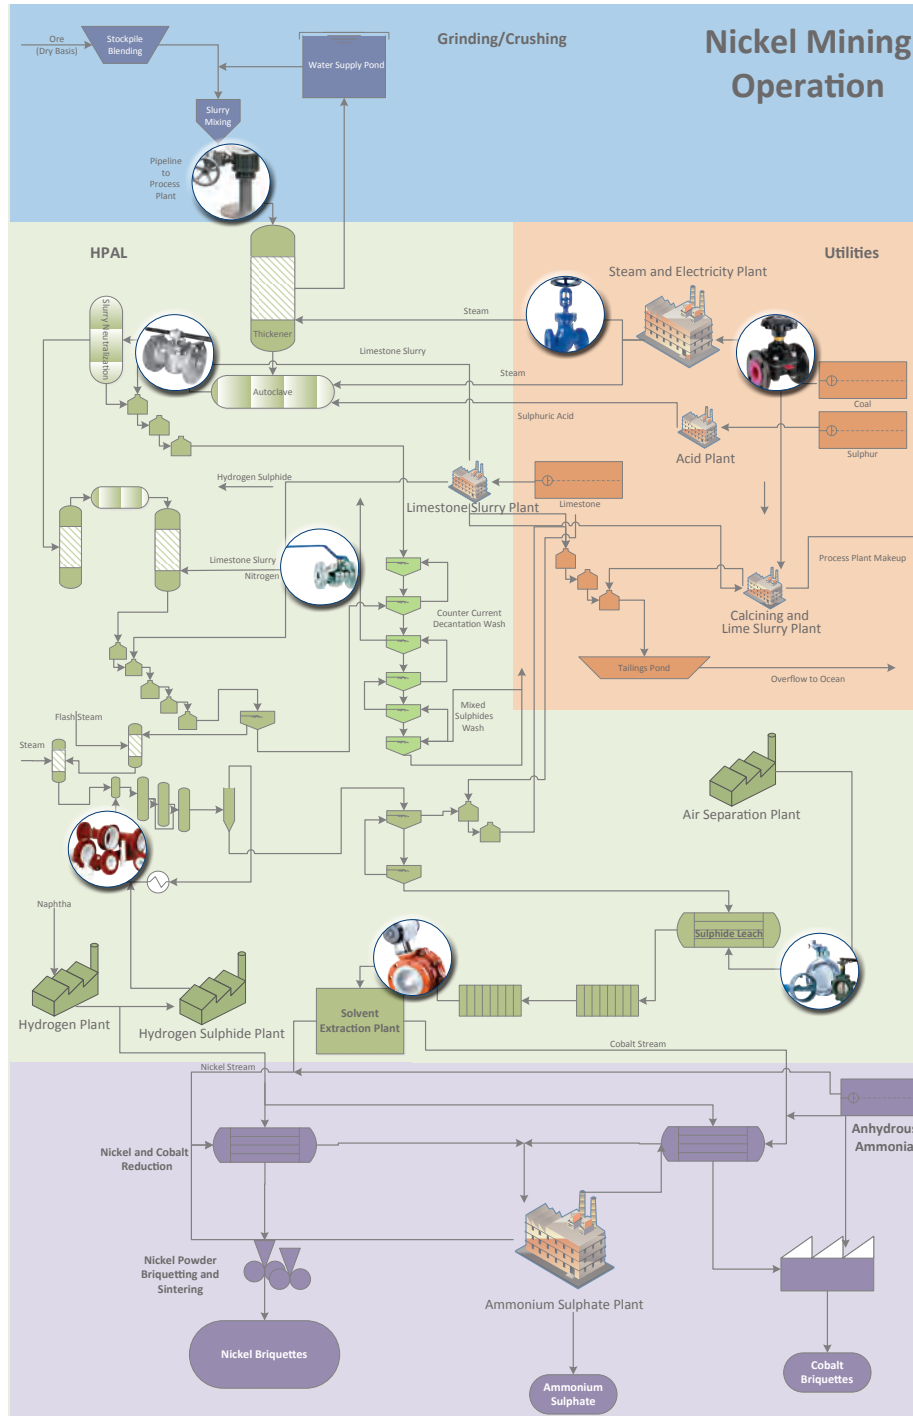 Nickel Mining
Operation
Grinding/Crushing
Ore
(Dry Basis)
Stockpile
Blending
Water Supply Pond
Slurry
Mixing
Pipeline
to
Process
Plant
HPAL
Utilities
Steam and Electricity Plant
Slurry Neutralization
Thickener
Steam
Limestone Slurry
Steam
Autoclave
Coal
Sulphuric Acid
Acid Plant
Sulphur
Hydrogen Sulphide
Limestone Slurry Plant
Limestone
Limestone Slurry
Nitrogen
Process Plant Makeup
Counter Current
Decantation Wash
Calcining and
Lime Slurry Plant
Tailings Pond
Overflow to Ocean
Mixed
Sulphides
Wash
Flash Steam
Steam
Air Separation Plant
Naphtha
Sulphide Leach
Hydrogen Plant
Hydrogen Sulphide Plant
Solvent
Extraction Plant
Cobalt Stream
Nickel Stream
Anhydrous
Ammonia
Nickel and Cobalt
Reduction
Nickel Powder
Briquetting and
Sintering
Ammonium Sulphate Plant
Nickel Briquettes
Cobalt
Briquettes
Ammonium
Sulphate